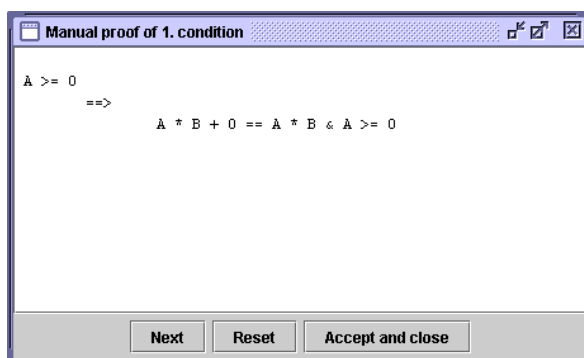 Manual proof of 1. condition
A >= 0
==>
A * B + 0 == A * B & A >= 0
Next Reset Accept and close